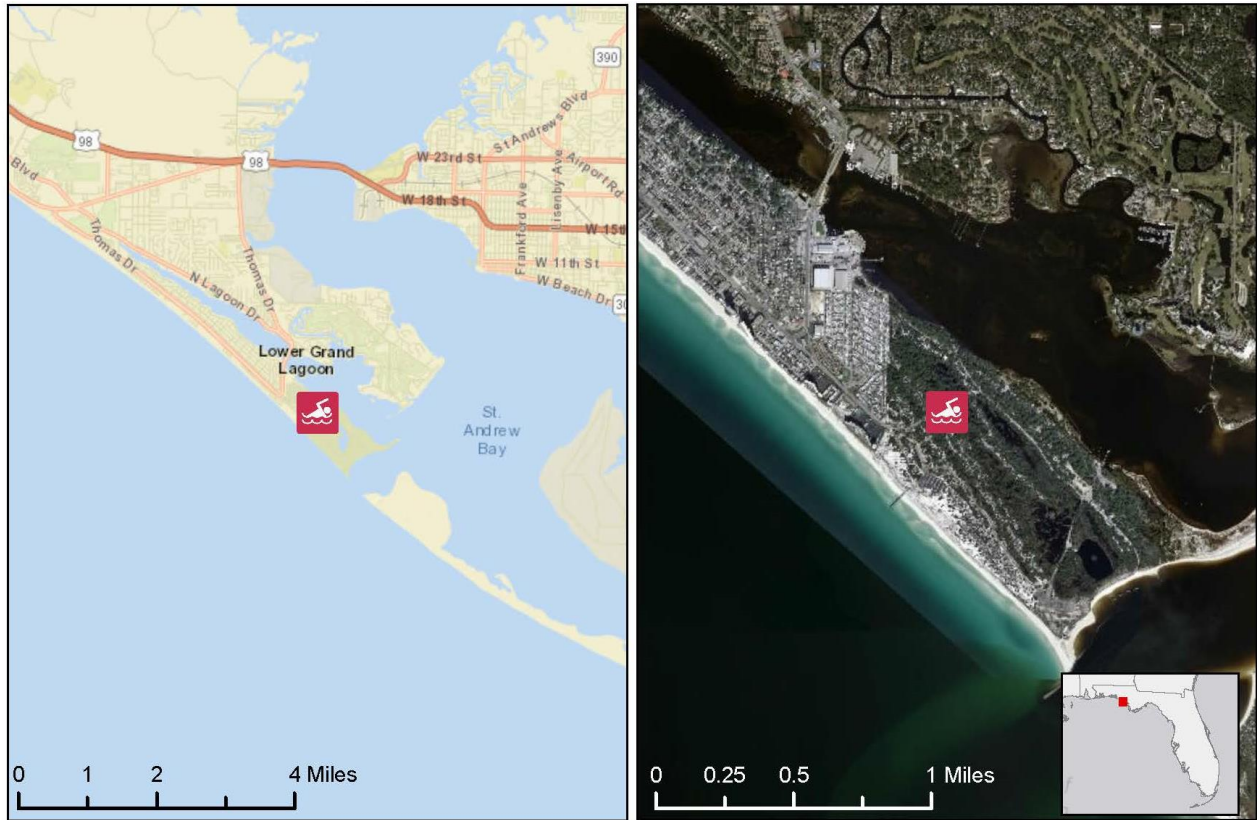 390
98
98
Blvd
St Andrews Blvd
W 23rd St
Airport Rd
W 18th St
Frankford Ave
Lisenby Ave
W 15th
W 11th St
W Beach Dr
30
Thomas Dr
N Lagoon Dr
Thomas Dr
Lower Grand
Lagoon
St.
Andrew
Bay
0 1 2 4 Miles
0 0.25 0.5 1 Miles